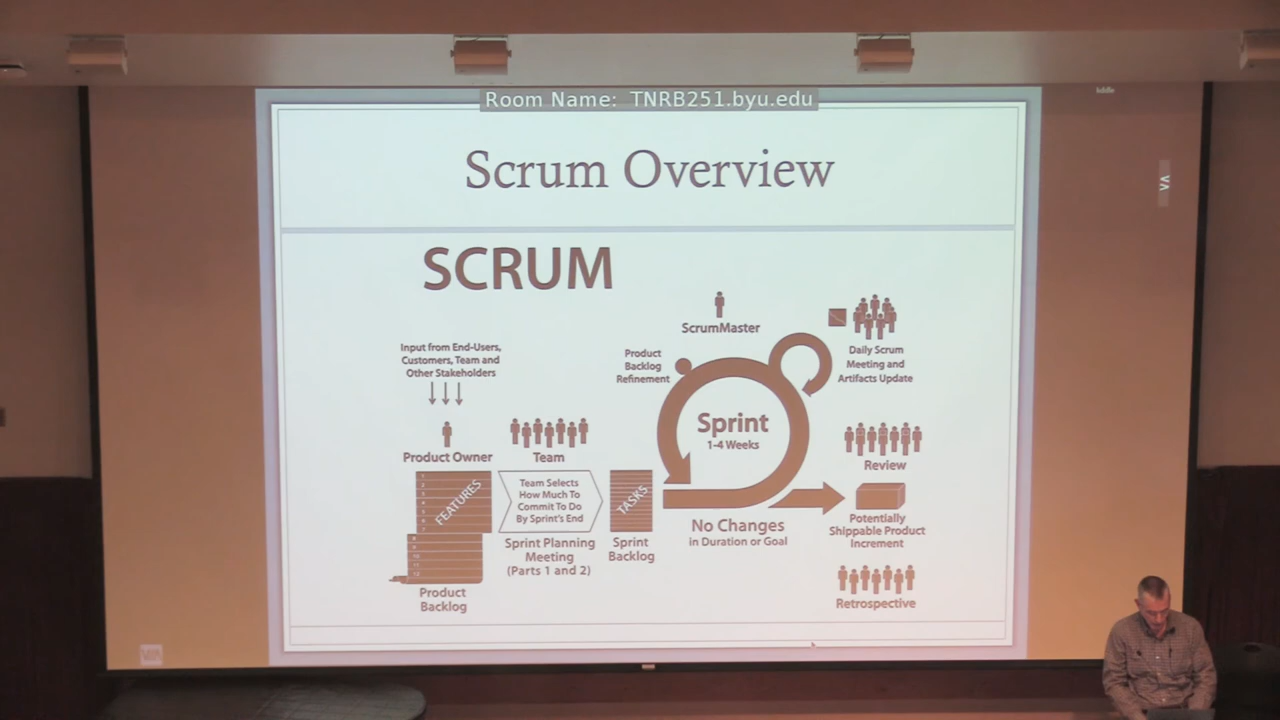 Room Name: TNRB251.byu.edu
Scrum Overview
SCRUM
ScrumMaster
Input from End-Users,
Customers, Team and
Other Stakeholders
Product
Backlog
Refinement
Daily Scrum
Meeting and
Artifacts Update
Sprint
1-4 Weeks
Product Owner
Team
Review
FEATURES
Team Selects
How Much To
Commit To Do
By Sprint's End
TASKS
No Changes
in Duration or Goal
Potentially
Shippable Product
Increment
Sprint Planning
Meeting
(Parts 1 and 2)
Sprint
Backlog
Product
Backlog
Retrospective